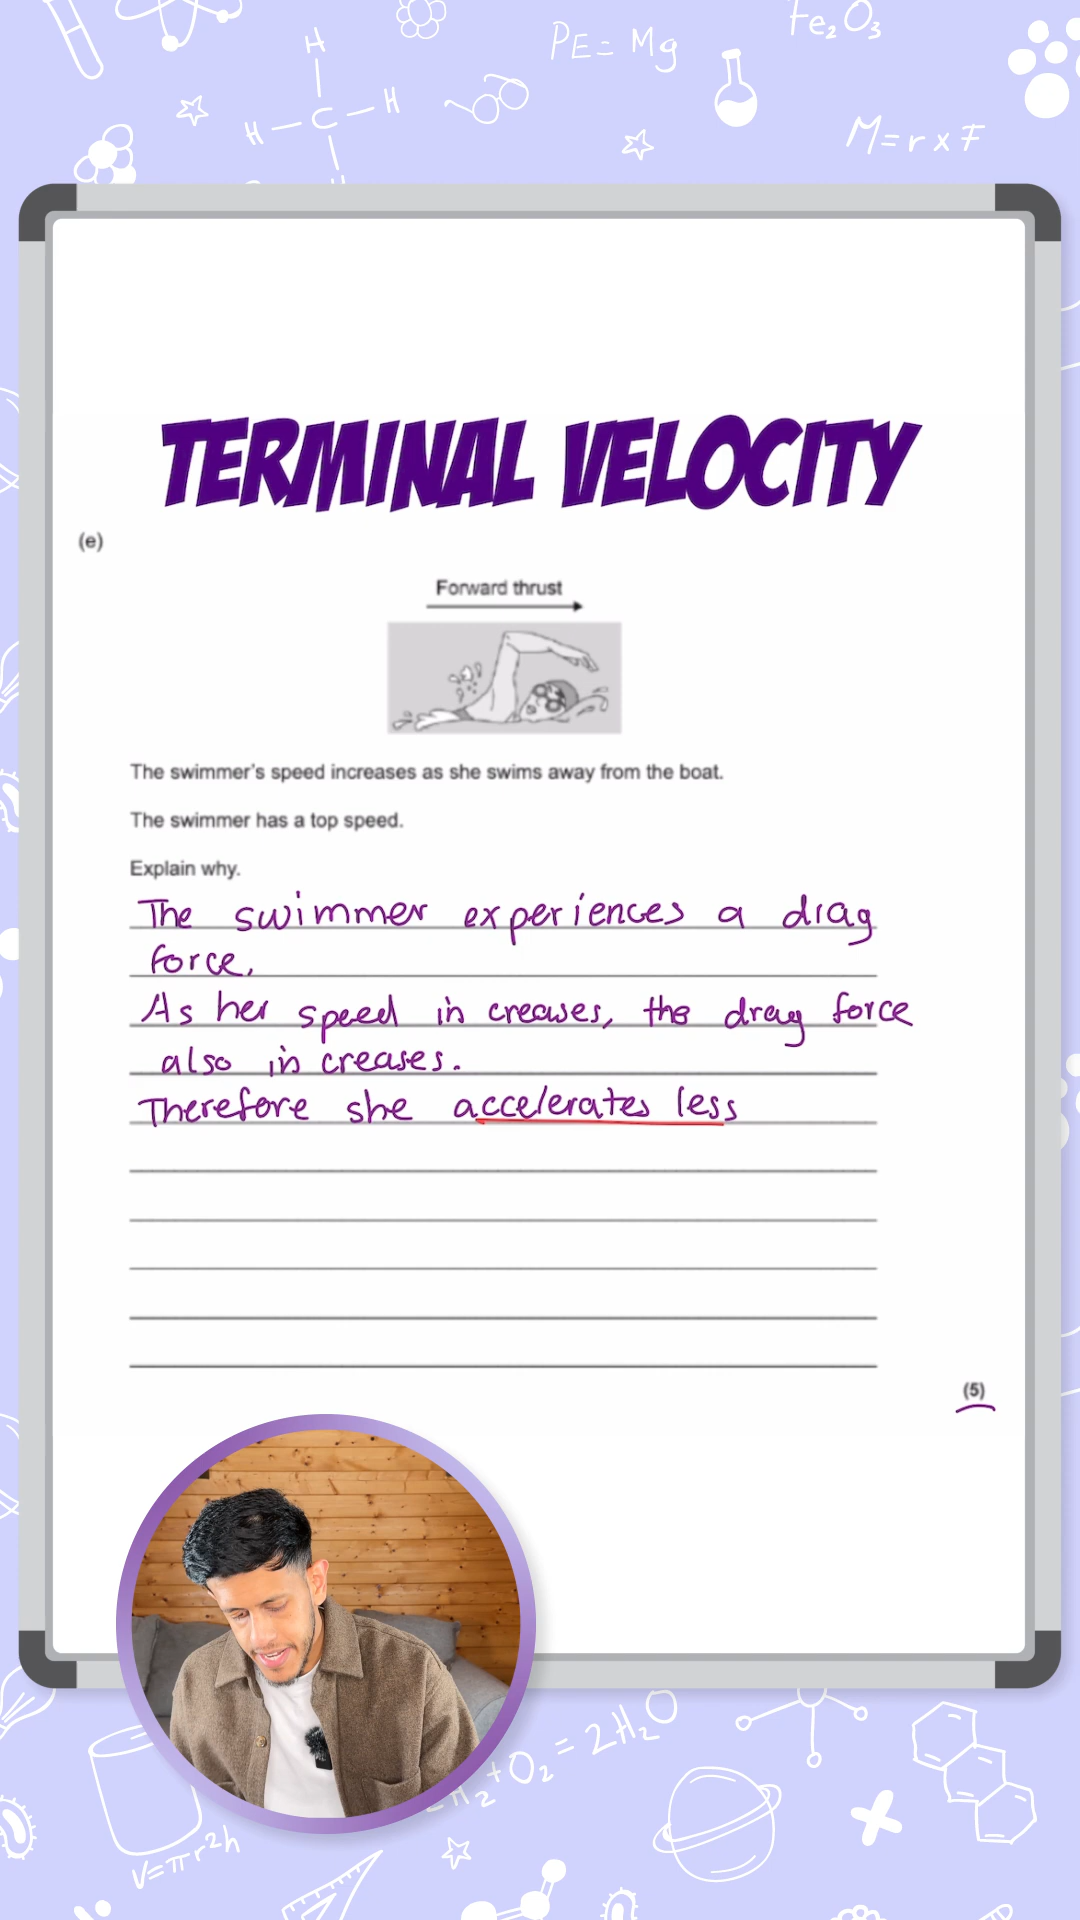 Fe₂O₃
PE = Mg
H
H — C — H
H
M = r x F
TERMINAL VELOCITY
(e)
Forward thrust
The swimmer's speed increases as she swims away from the boat.
The swimmer has a top speed.
Explain why.
The swimmer experiences a drag
force.
As her speed increases, the drag force
also increases.
Therefore she accelerates less
(5)
+O₂ = 2H₂O
V=πr²h